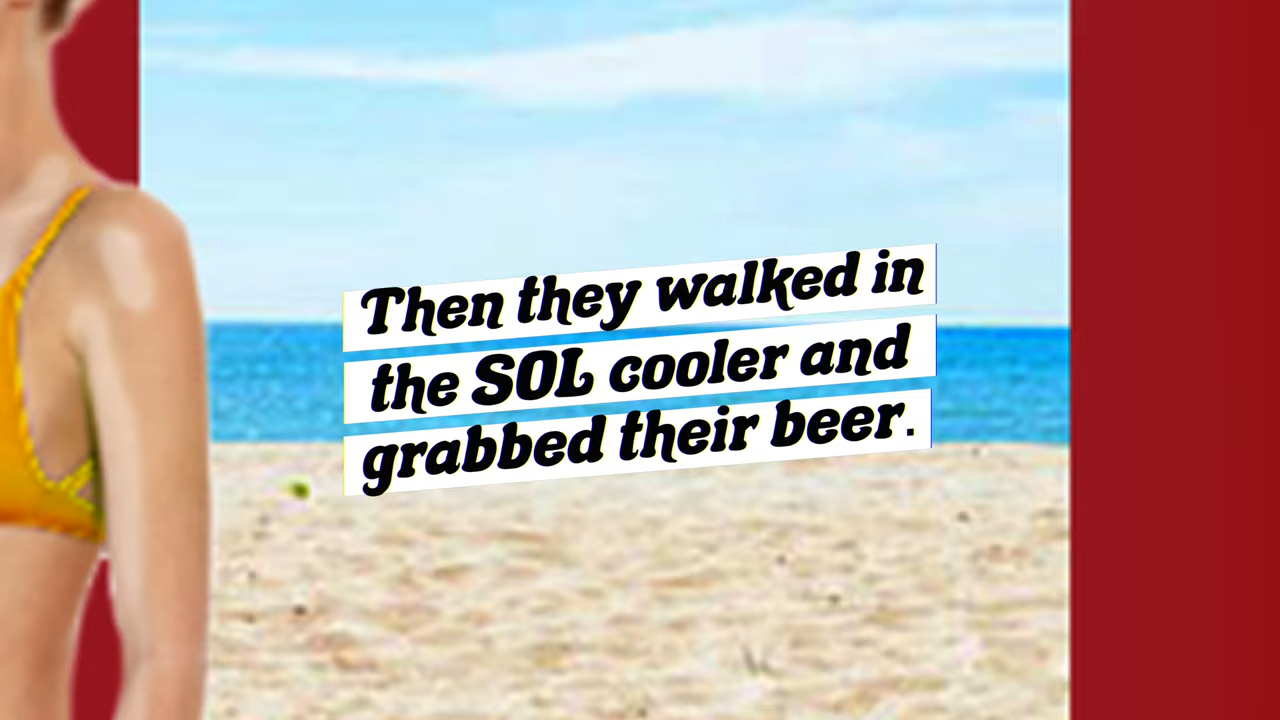 Then they walked in
the SOL cooler and
grabbed their beer.